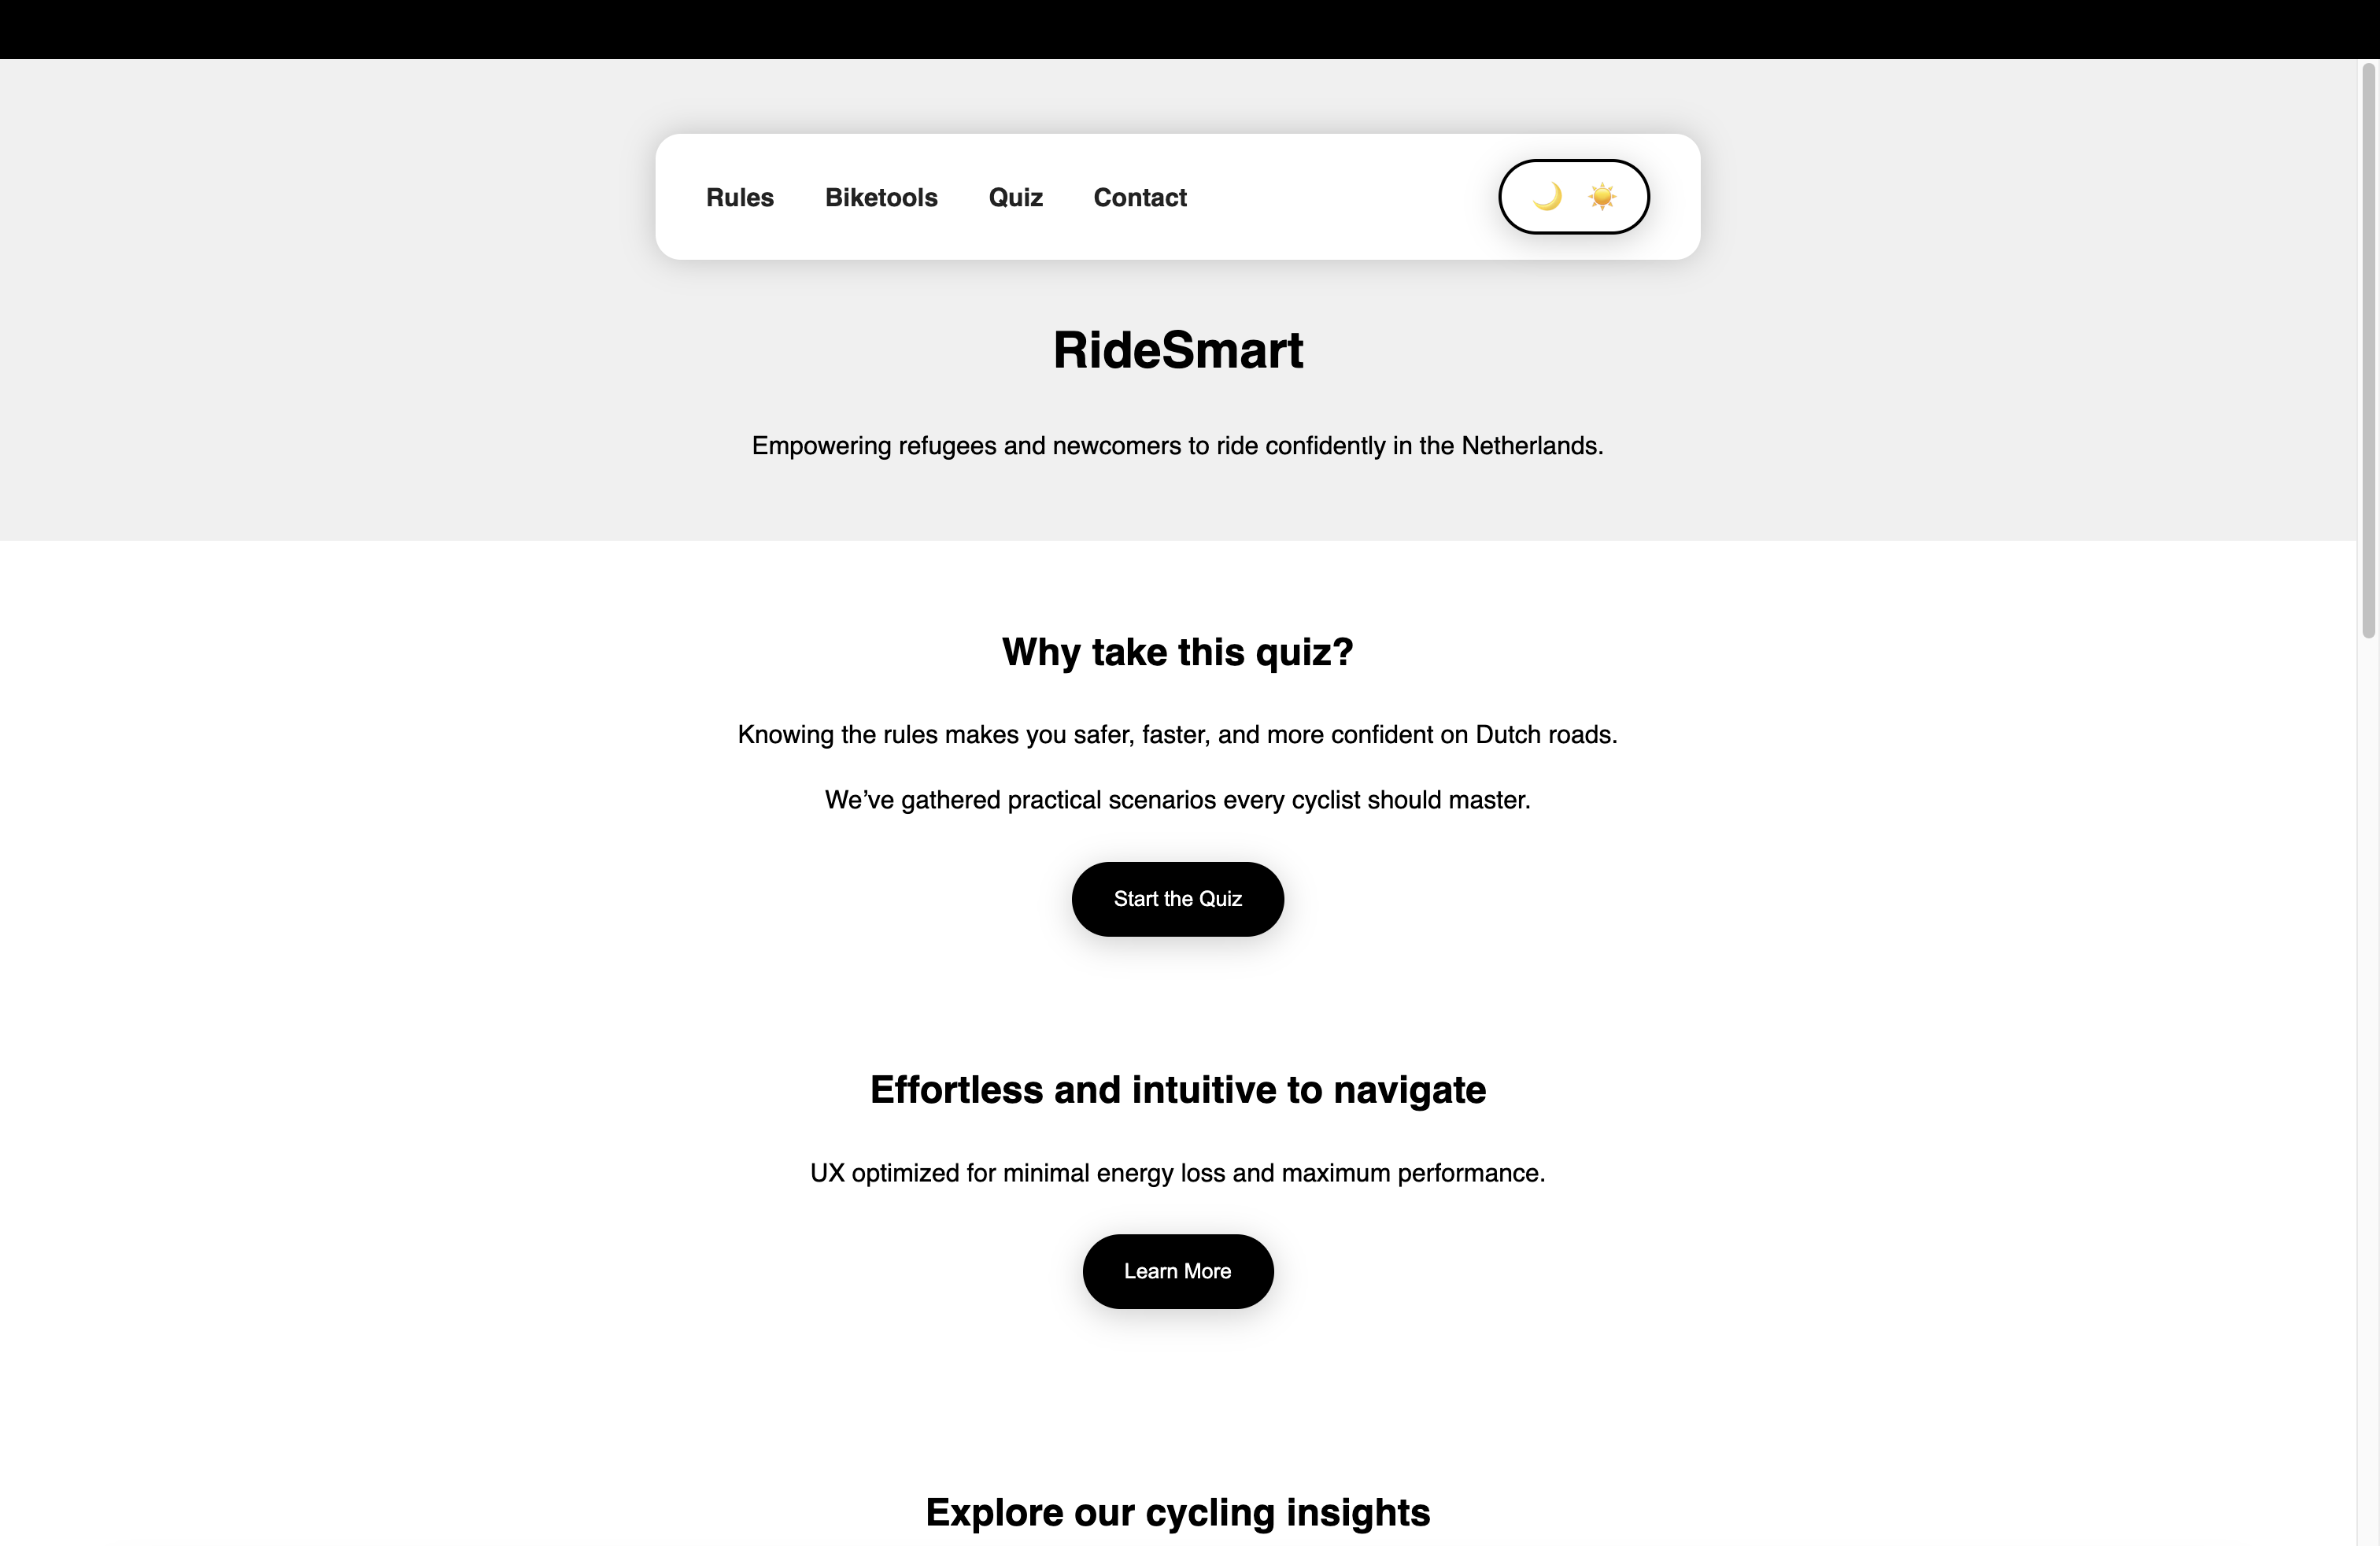 Rules Biketools Quiz Contact
RideSmart
Empowering refugees and newcomers to ride confidently in the Netherlands.
Why take this quiz?
Knowing the rules makes you safer, faster, and more confident on Dutch roads.
We’ve gathered practical scenarios every cyclist should master.
Start the Quiz
Effortless and intuitive to navigate
UX optimized for minimal energy loss and maximum performance.
Learn More
Explore our cycling insights